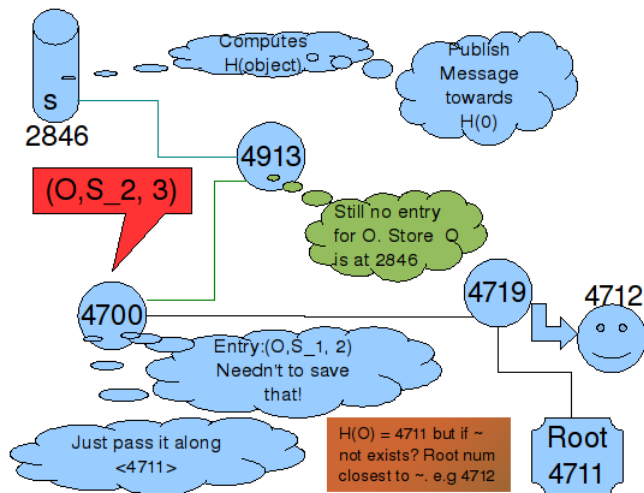 Computes
H(object)
Publish
Message
towards
H(0)
s
2846
4913
(O,S_2, 3)
Still no entry
for O. Store O
is at 2846
4700
4719
4712
Entry:(O,S_1, 2)
Needn't to save
that!
Just pass it along
<4711>
H(O) = 4711 but if ~
not exists? Root num
closest to ~. e.g 4712
Root
4711